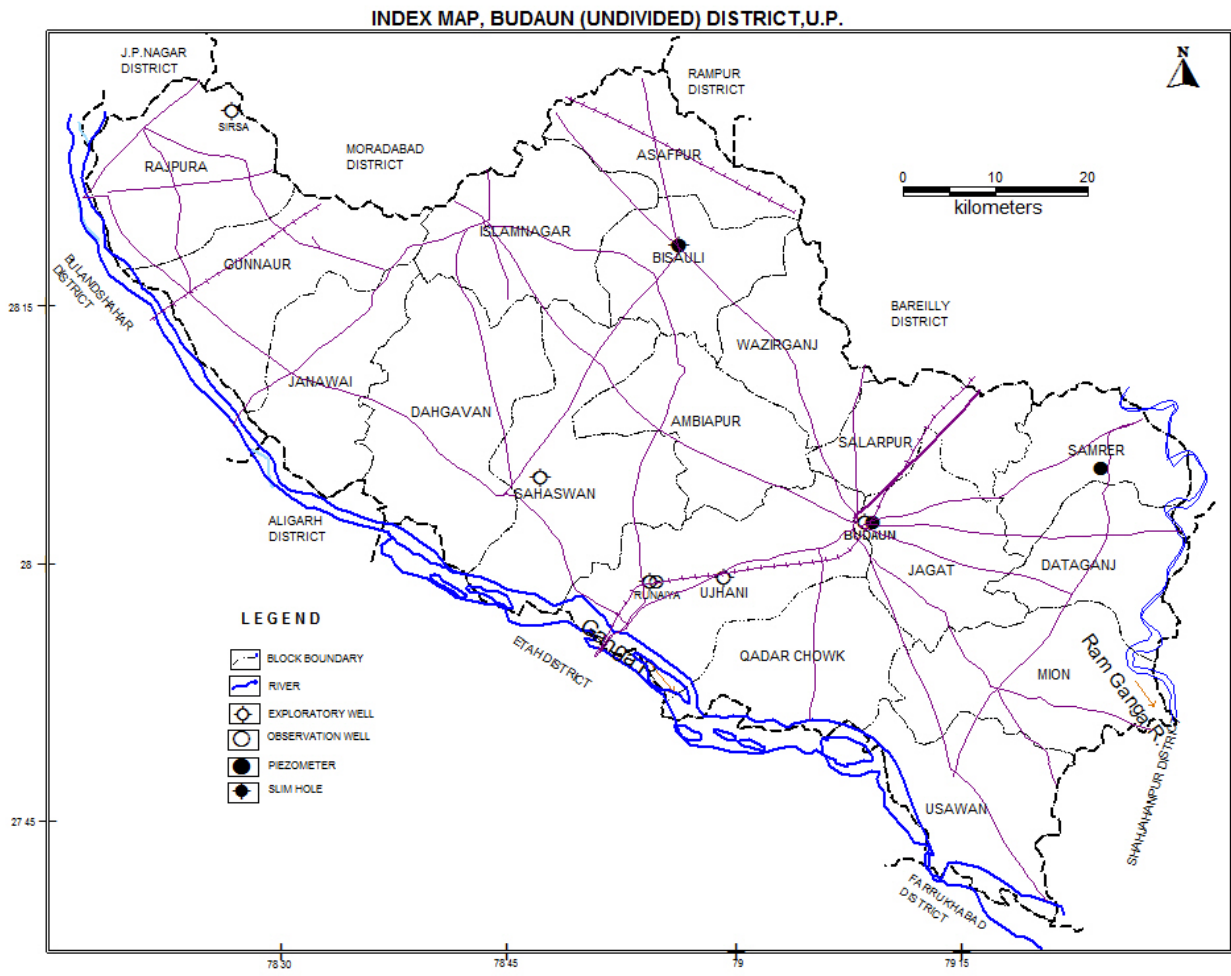 INDEX MAP, BUDAUN (UNDIVIDED) DISTRICT,U.P.
J.P.NAGAR
DISTRICT
RAMPUR
DISTRICT
N
SIRSA
MORADABAD
DISTRICT
ASAFPUR
RAJPURA
0 10 20
kilometers
ISLAMNAGAR
BISAULI
GUNNAUR
BULANDSHAHAR
DISTRICT
28 15
BAREILLY
DISTRICT
WAZIRGANJ
JANAWAI
DAHGAVAN
AMBIAPUR
SALARPUR
SAMRER
SAHASWAN
ALIGARH
DISTRICT
BUDAUN
28
JAGAT
DATAGANJ
RUNAIYA
UJHANI
LEGEND
BLOCK BOUNDARY
RIVER
EXPLORATORY WELL
OBSERVATION WELL
PIEZOMETER
SLIM HOLE
Ganga R.
ETAH DISTRICT
QADAR CHOWK
MION
Ram Ganga R.
SHAHJAHANPUR DISTRICT
USAWAN
27 45
FARRUKHABAD
DISTRICT
78 30
78 45
79
79 15